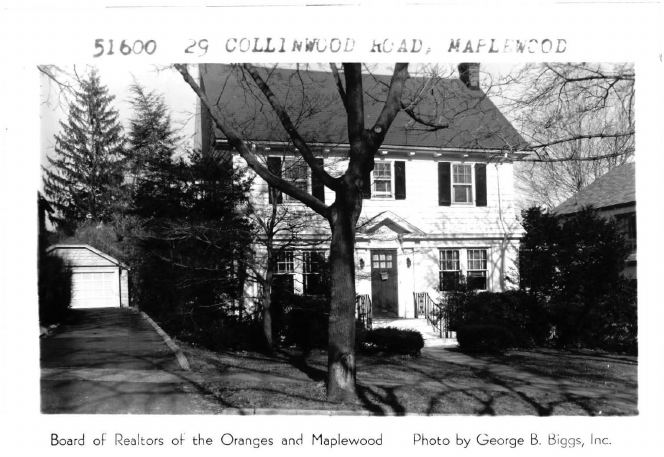 51600 29 COLLINWOOD ROAD, MAPLEWOOD
Board of Realtors of the Oranges and Maplewood Photo by George B. Biggs, Inc.